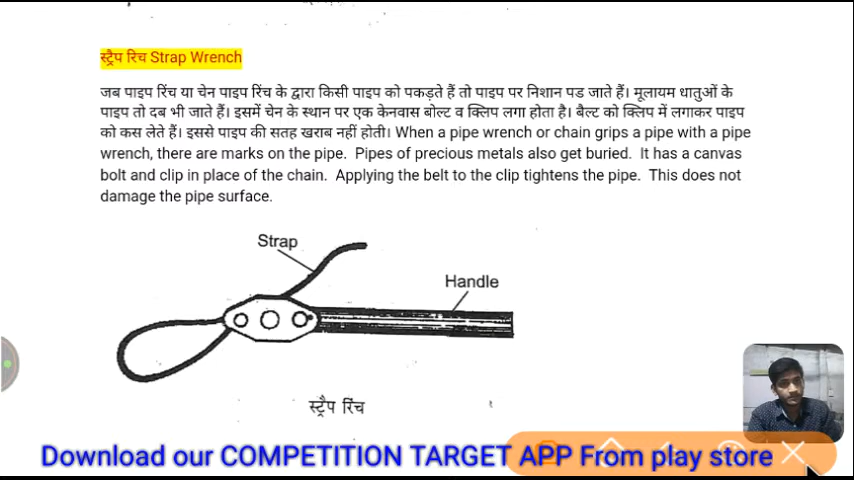 स्ट्रैप रिंच Strap Wrench
जब पाइप रिंच या चेन पाइप रिंच के द्वारा किसी पाइप को पकड़ते हैं तो पाइप पर निशान पड जाते हैं। मूलायम धातुओं के
पाइप तो दब भी जाते हैं। इसमें चेन के स्थान पर एक केनवास बोल्ट व क्लिप लगा होता है। बैल्ट को क्लिप में लगाकर पाइप
को कस लेते हैं। इससे पाइप की सतह खराब नहीं होती। When a pipe wrench or chain grips a pipe with a pipe
wrench, there are marks on the pipe. Pipes of precious metals also get buried. It has a canvas
bolt and clip in place of the chain. Applying the belt to the clip tightens the pipe. This does not
damage the pipe surface.
Strap
Handle
स्ट्रैप रिंच
Download our COMPETITION TARGET APP From play store